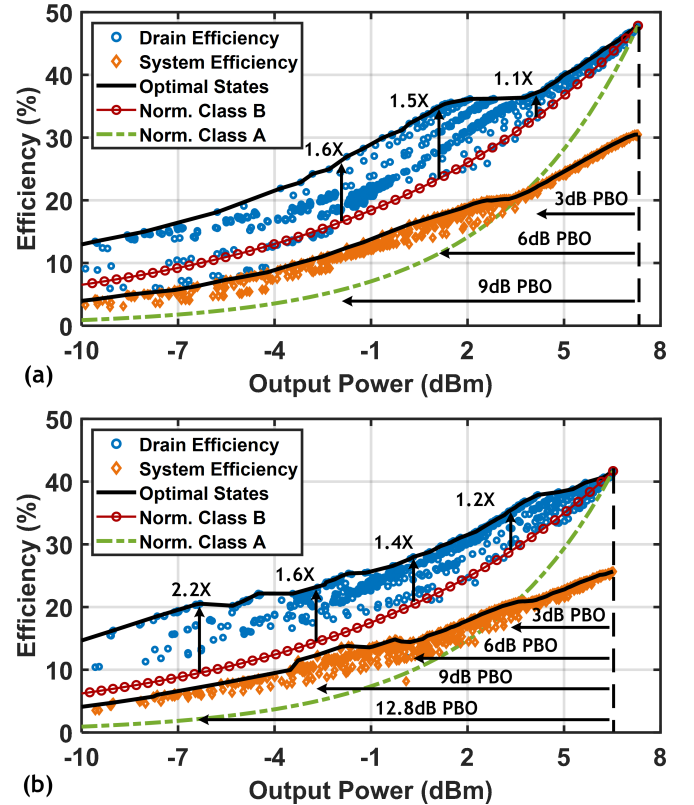 50
40
30
20
10
0
Efficiency (%)
Drain Efficiency
System Efficiency
Optimal States
Norm. Class B
Norm. Class A
1.6X
1.5X
1.1X
3dB PBO
6dB PBO
9dB PBO
-10
-7
-4
-1
2
5
8
Output Power (dBm)
(a)
50
40
30
20
10
0
Efficiency (%)
Drain Efficiency
System Efficiency
Optimal States
Norm. Class B
Norm. Class A
2.2X
1.6X
1.4X
1.2X
3dB PBO
6dB PBO
9dB PBO
12.8dB PBO
-10
-7
-4
-1
2
5
8
Output Power (dBm)
(b)